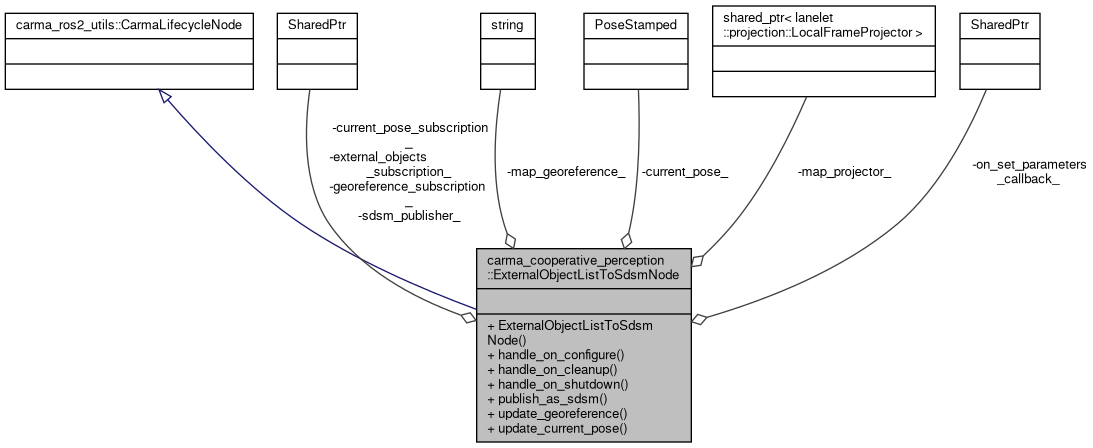 carma_ros2_utils::CarmaLifecycleNode
SharedPtr
string
PoseStamped
shared_ptr< lanelet
::projection::LocalFrameProjector >
SharedPtr
-current_pose_subscription
_
-external_objects
_subscription_
-georeference_subscription
_
-sdsm_publisher_
-map_georeference_
-current_pose_
-map_projector_
-on_set_parameters
_callback_
carma_cooperative_perception
::ExternalObjectListToSdsmNode
+ ExternalObjectListToSdsm
Node()
+ handle_on_configure()
+ handle_on_cleanup()
+ handle_on_shutdown()
+ publish_as_sdsm()
+ update_georeference()
+ update_current_pose()